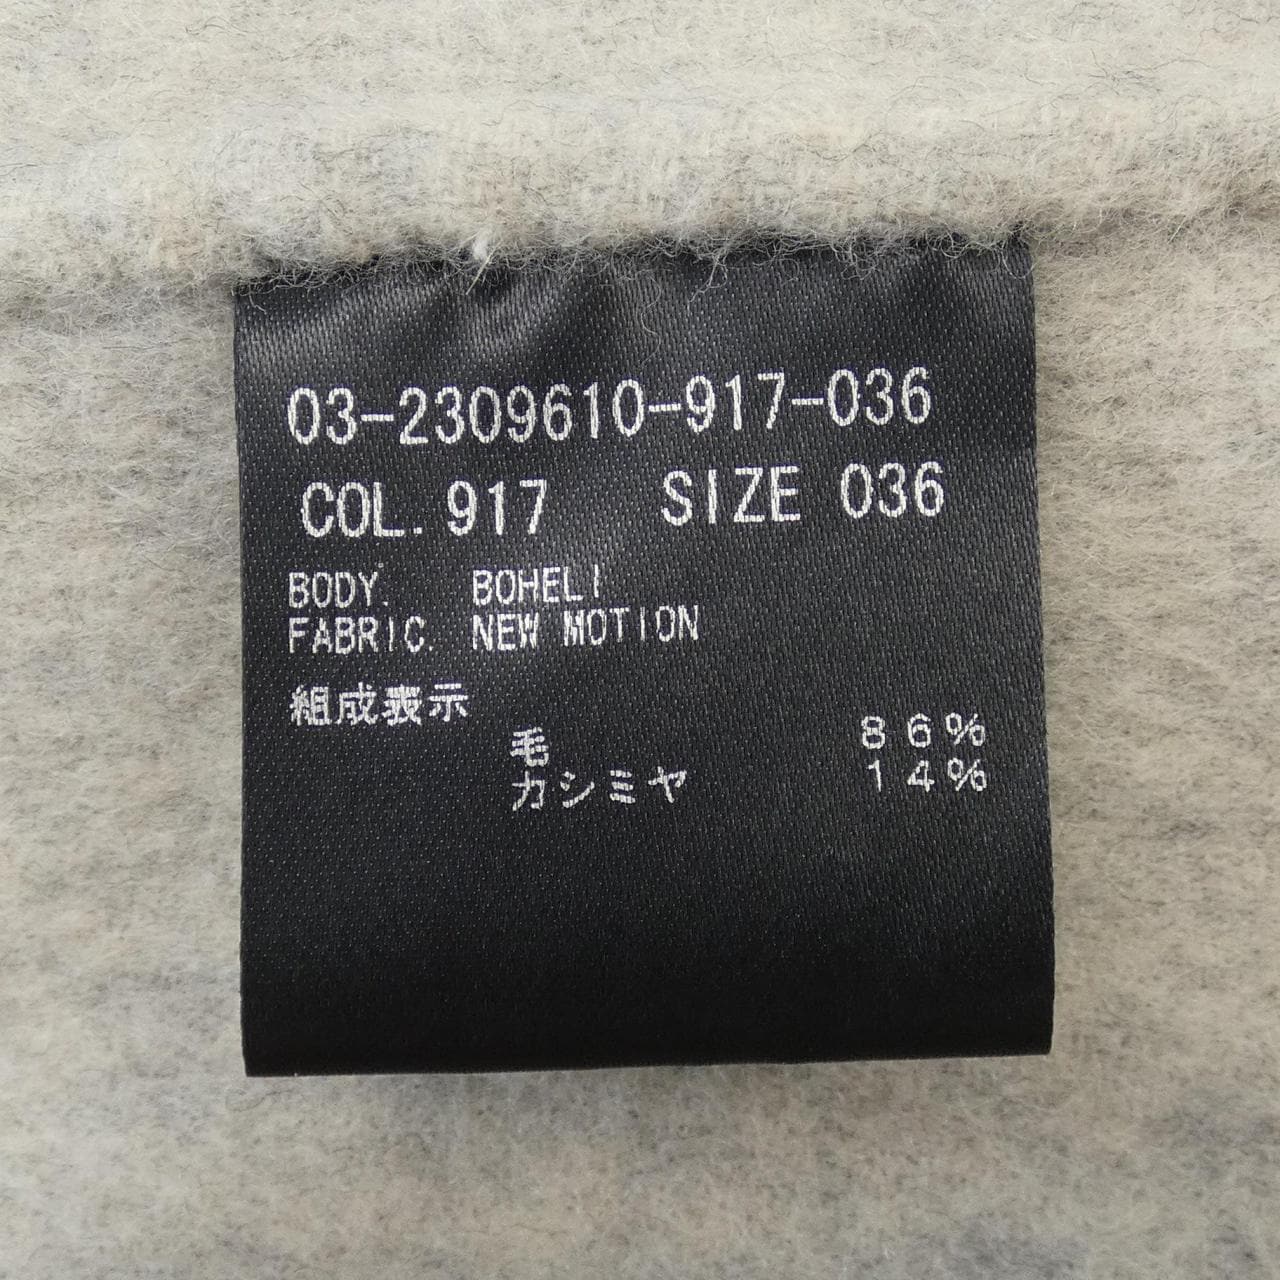 03-2309610-917-036
COL. 917 SIZE 036
BODY. BOHELI
FABRIC. NEW MOTION
組成表示
毛 86%
カシミヤ 14%